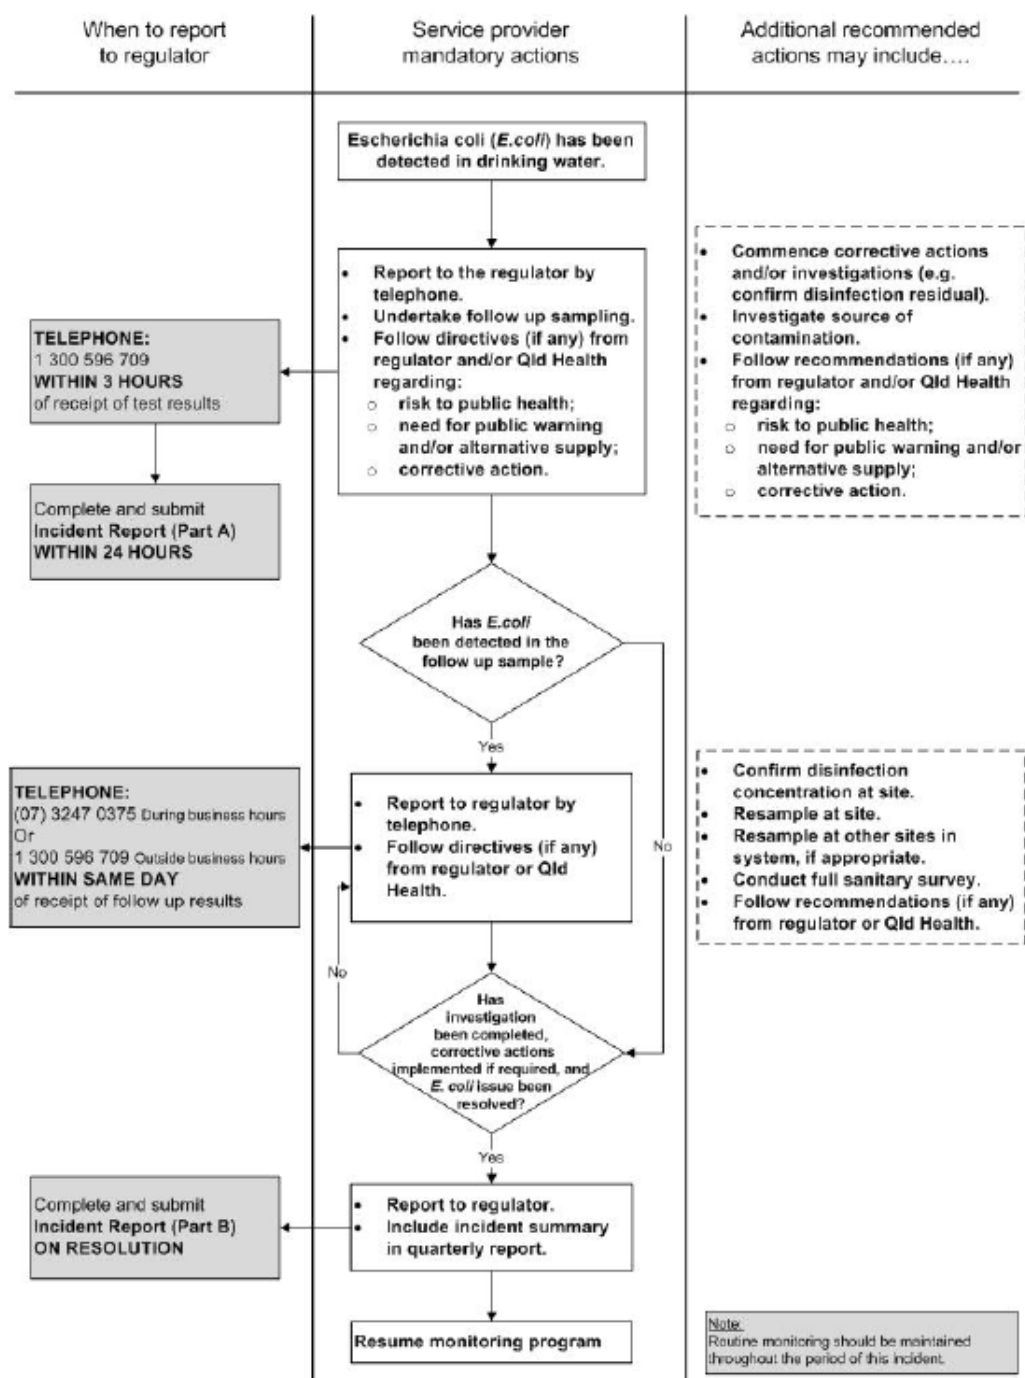 When to report
to regulator
Service provider
mandatory actions
Additional recommended
actions may include....
Escherichia coli (E.coli) has been
detected in drinking water.
• Report to the regulator by
telephone.
• Undertake follow up sampling.
• Follow directives (if any) from
regulator and/or Qld Health
regarding:
o risk to public health;
o need for public warning
and/or alternative supply;
o corrective action.
TELEPHONE:
1 300 596 709
WITHIN 3 HOURS
of receipt of test results
Complete and submit
Incident Report (Part A)
WITHIN 24 HOURS
• Commence corrective actions
and/or investigations (e.g.
confirm disinfection residual).
• Investigate source of
contamination.
• Follow recommendations (if any)
from regulator and/or Qld Health
regarding:
o risk to public health;
o need for public warning and/or
alternative supply;
o corrective action.
Has E.coli
been detected in the
follow up sample?
Yes
No
• Report to regulator by
telephone.
• Follow directives (if any)
from regulator or Qld
Health.
TELEPHONE:
(07) 3247 0375 During business hours
Or
1 300 596 709 Outside business hours
WITHIN SAME DAY
of receipt of follow up results
• Confirm disinfection
concentration at site.
• Resample at site.
• Resample at other sites in
system, if appropriate.
• Conduct full sanitary survey.
• Follow recommendations (if any)
from regulator or Qld Health.
No
Has
investigation
been completed,
corrective actions
implemented if required, and
E. coli issue been
resolved?
Yes
• Report to regulator.
• Include incident summary
in quarterly report.
Complete and submit
Incident Report (Part B)
ON RESOLUTION
Resume monitoring program
Note:
Routine monitoring should be maintained
throughout the period of this incident.